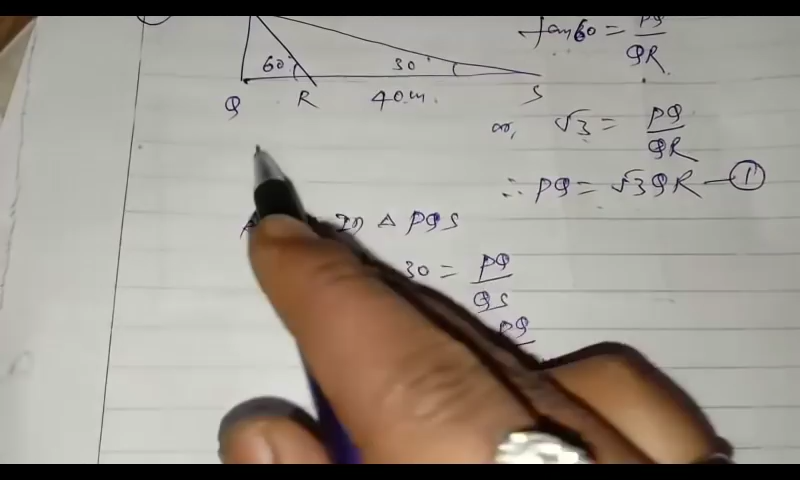 tan60 = PQ/QR
60° 30°
Q R 40m. S
or, √3 = PQ/QR
∴ PQ = √3QR — ①
In △ PQS
30 = PQ/QS
PQ